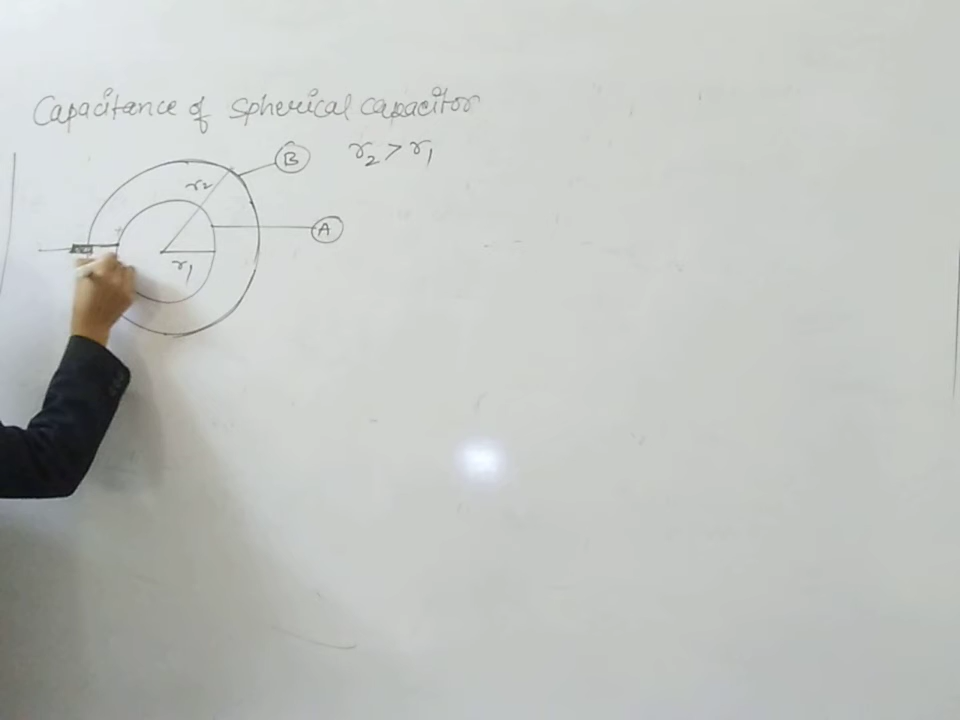 Capacitance of Spherical capacitor
B
r₂ > r₁
r₂
A
r₁